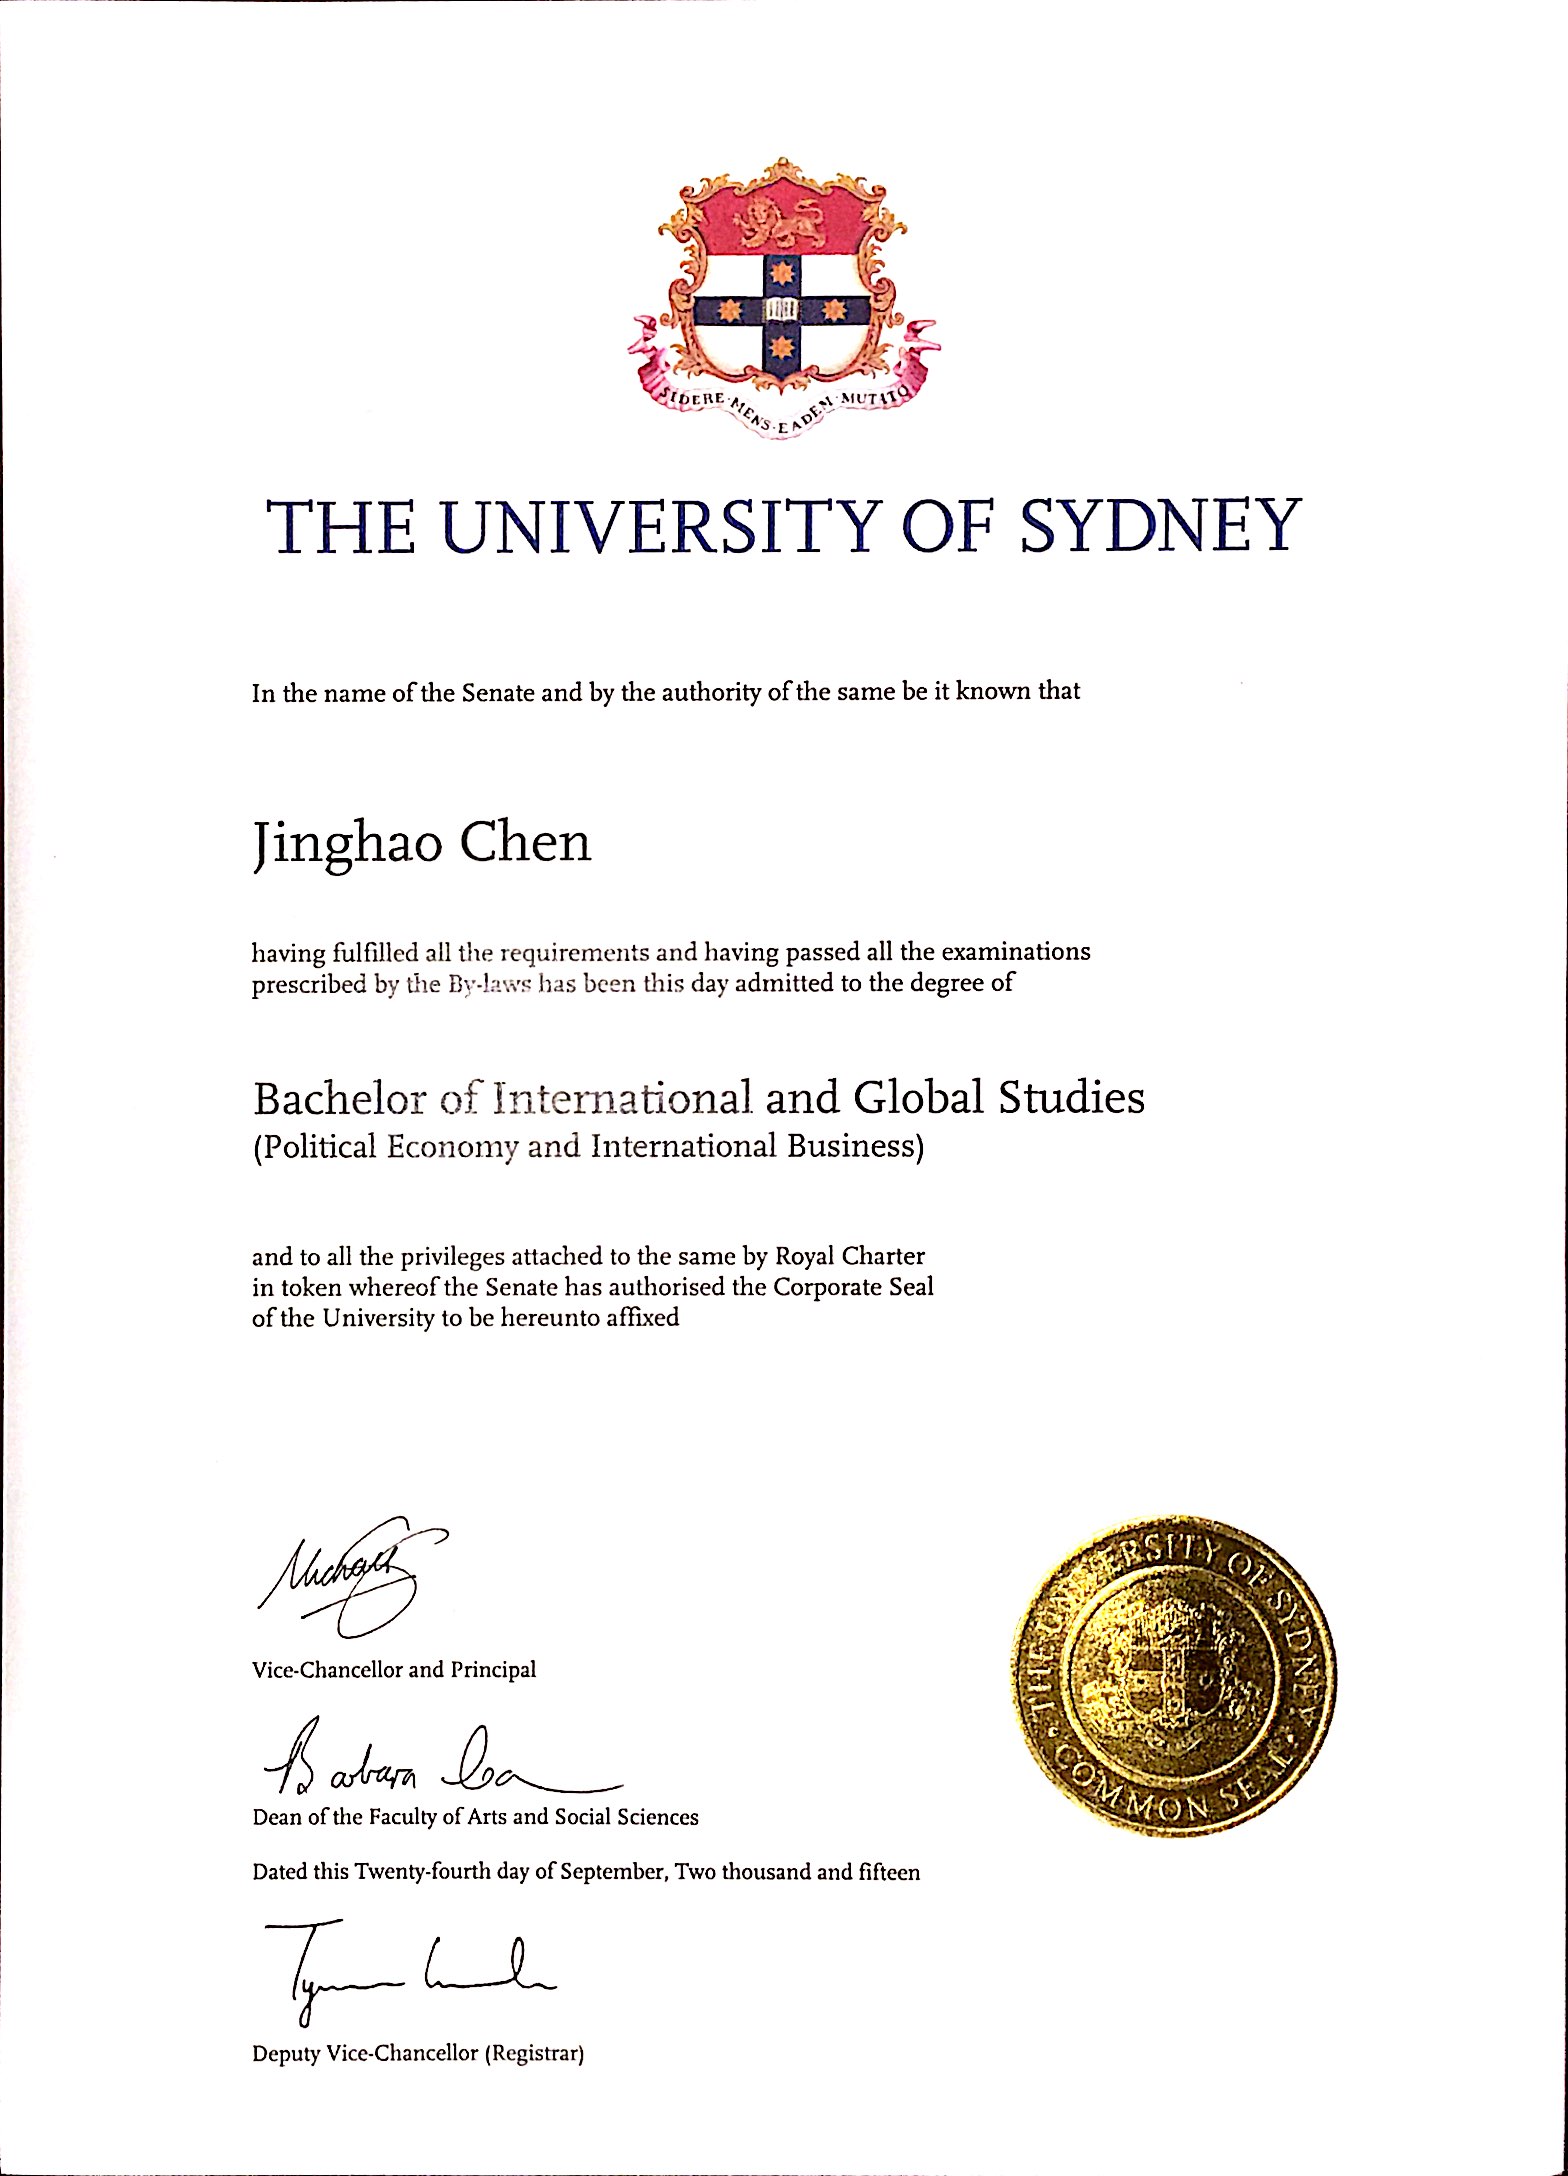 SIDERE·MENS·EADEM·MUTATO
THE UNIVERSITY OF SYDNEY
In the name of the Senate and by the authority of the same be it known that
Jinghao Chen
having fulfilled all the requirements and having passed all the examinations
prescribed by the By-laws has been this day admitted to the degree of
Bachelor of International and Global Studies
(Political Economy and International Business)
and to all the privileges attached to the same by Royal Charter
in token whereof the Senate has authorised the Corporate Seal
of the University to be hereunto affixed
Vice-Chancellor and Principal
Barbara
Dean of the Faculty of Arts and Social Sciences
Dated this Twenty-fourth day of September, Two thousand and fifteen
Deputy Vice-Chancellor (Registrar)
· THE UNIVERSITY OF SYDNEY ·
COMMON SEAL